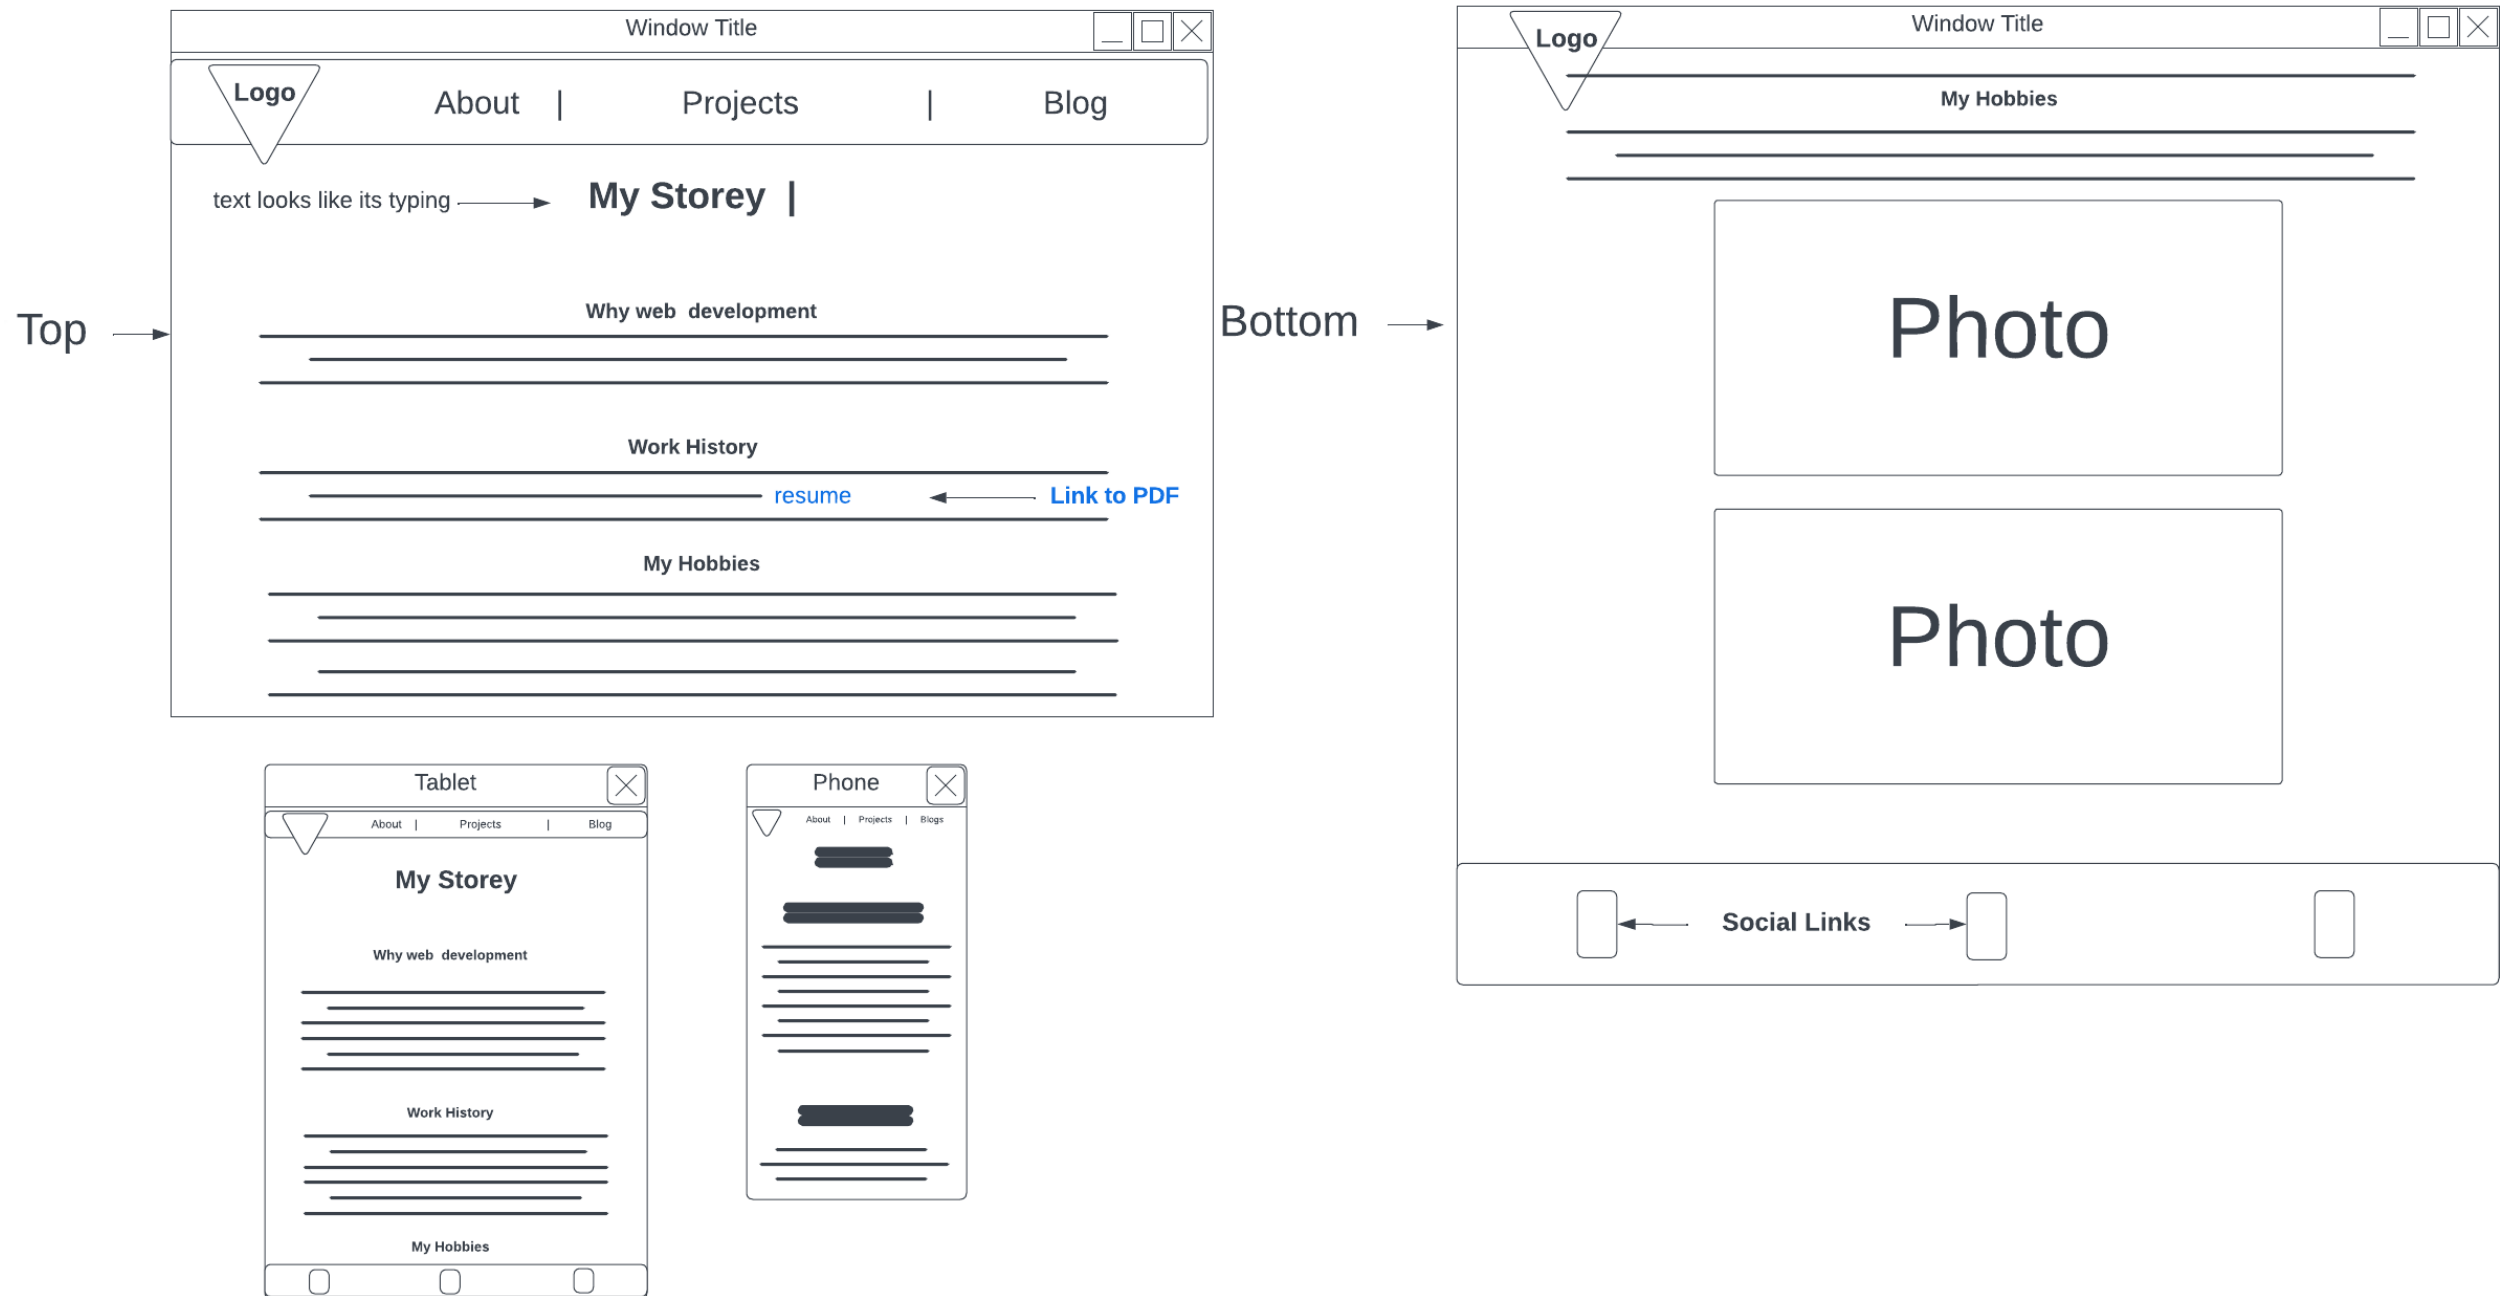 Window Title
Logo
About | Projects | Blog
text looks like its typing
My Storey |
Top
Why web development
Work History
resume
Link to PDF
My Hobbies
Bottom
Window Title
Logo
My Hobbies
Photo
Photo
Social Links
Tablet
About | Projects | Blog
My Storey
Why web development
Work History
My Hobbies
Phone
About | Projects | Blogs